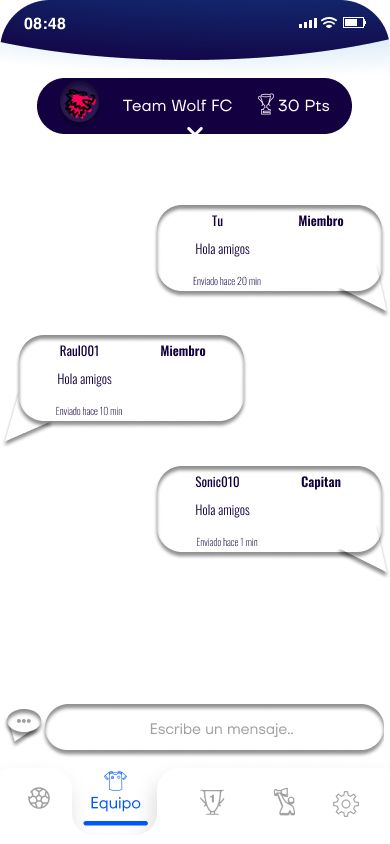 08:48
Team Wolf FC 30 Pts
Tu Miembro
Hola amigos
Enviado hace 20 min
Raul001 Miembro
Hola amigos
Enviado hace 10 min
Sonic010 Capitan
Hola amigos
Enviado hace 1 min
Escribe un mensaje..
1
Equipo